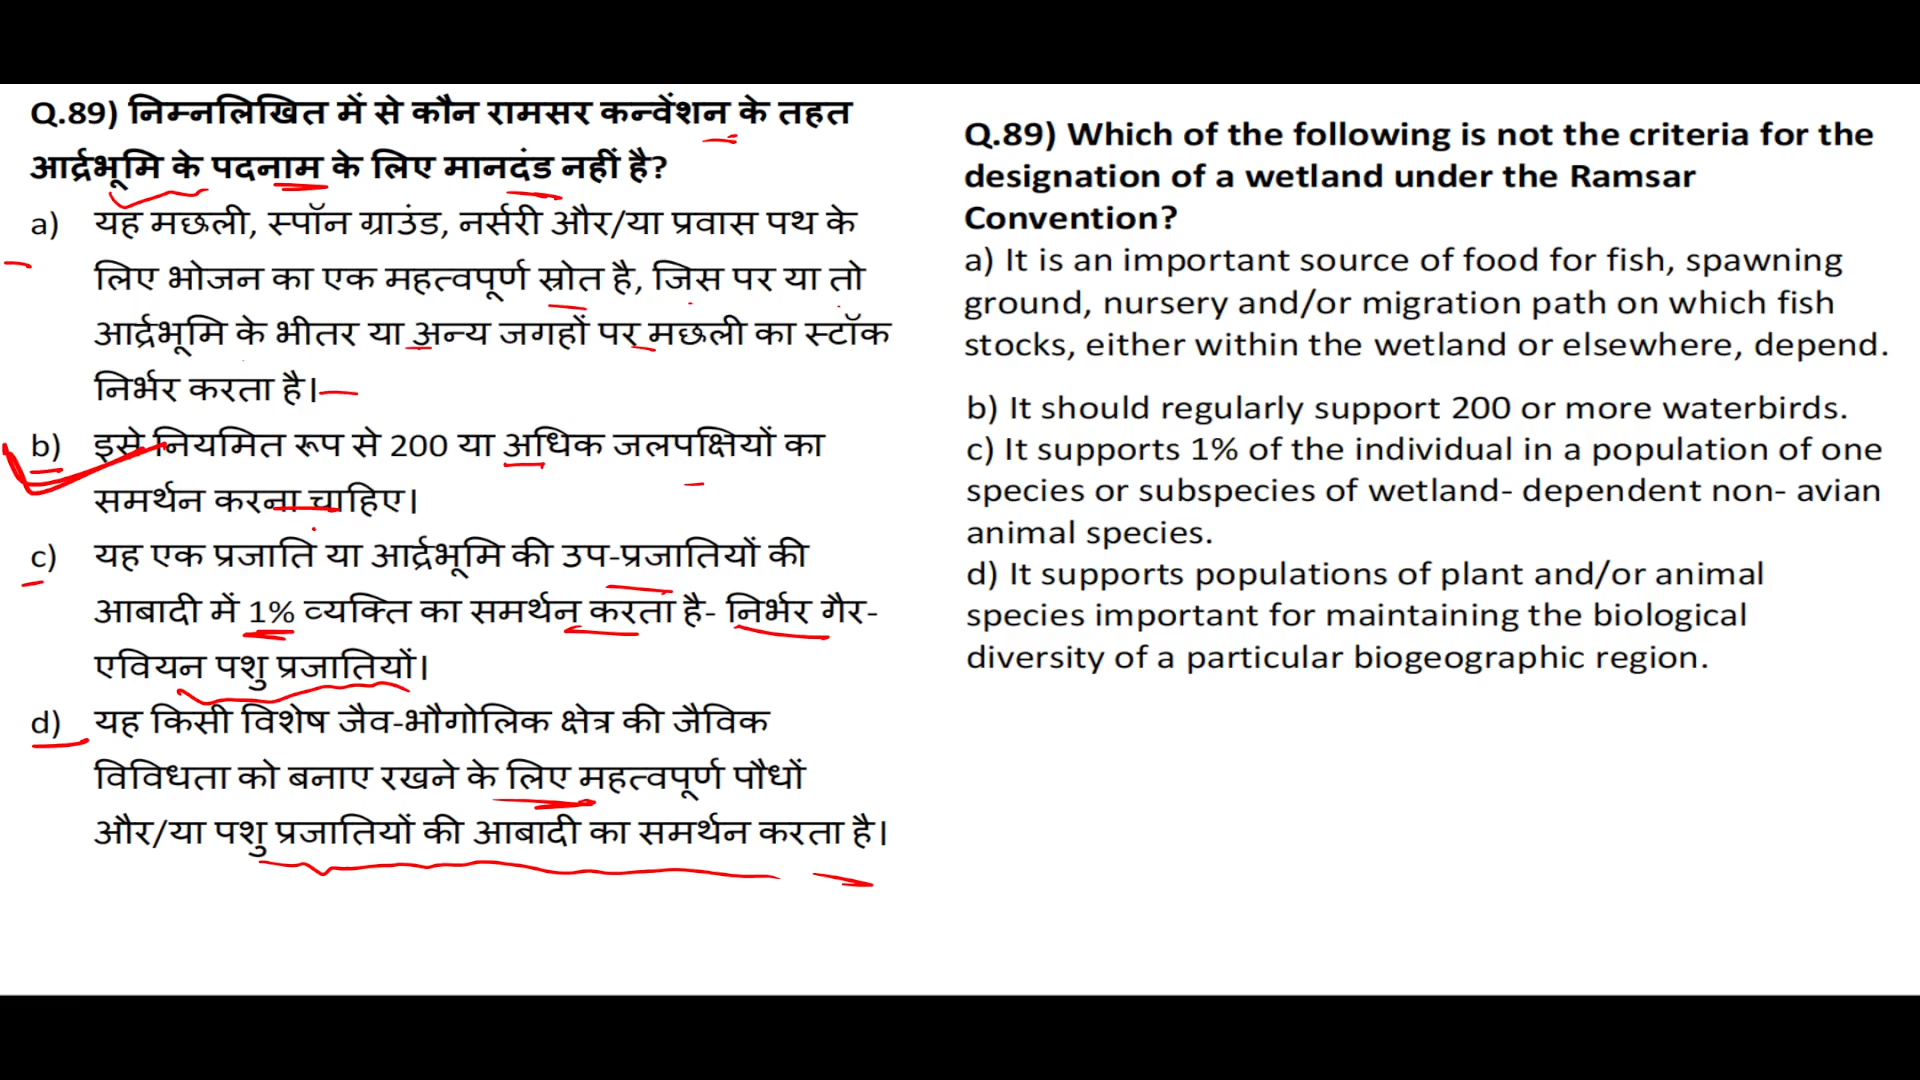 Q.89) निम्नलिखित में से कौन रामसर कन्वेंशन के तहत
आर्द्रभूमि के पदनाम के लिए मानदंड नहीं है?
a) यह मछली, स्पॉन ग्राउंड, नर्सरी और/या प्रवास पथ के
लिए भोजन का एक महत्वपूर्ण स्रोत है, जिस पर या तो
आर्द्रभूमि के भीतर या अन्य जगहों पर मछली का स्टॉक
निर्भर करता है।
b) इसे नियमित रूप से 200 या अधिक जलपक्षियों का
समर्थन करना चाहिए।
c) यह एक प्रजाति या आर्द्रभूमि की उप-प्रजातियों की
आबादी में 1% व्यक्ति का समर्थन करता है- निर्भर गैर-
एवियन पशु प्रजातियों।
d) यह किसी विशेष जैव-भौगोलिक क्षेत्र की जैविक
विविधता को बनाए रखने के लिए महत्वपूर्ण पौधों
और/या पशु प्रजातियों की आबादी का समर्थन करता है।
Q.89) Which of the following is not the criteria for the
designation of a wetland under the Ramsar
Convention?
a) It is an important source of food for fish, spawning
ground, nursery and/or migration path on which fish
stocks, either within the wetland or elsewhere, depend.
b) It should regularly support 200 or more waterbirds.
c) It supports 1% of the individual in a population of one
species or subspecies of wetland- dependent non- avian
animal species.
d) It supports populations of plant and/or animal
species important for maintaining the biological
diversity of a particular biogeographic region.